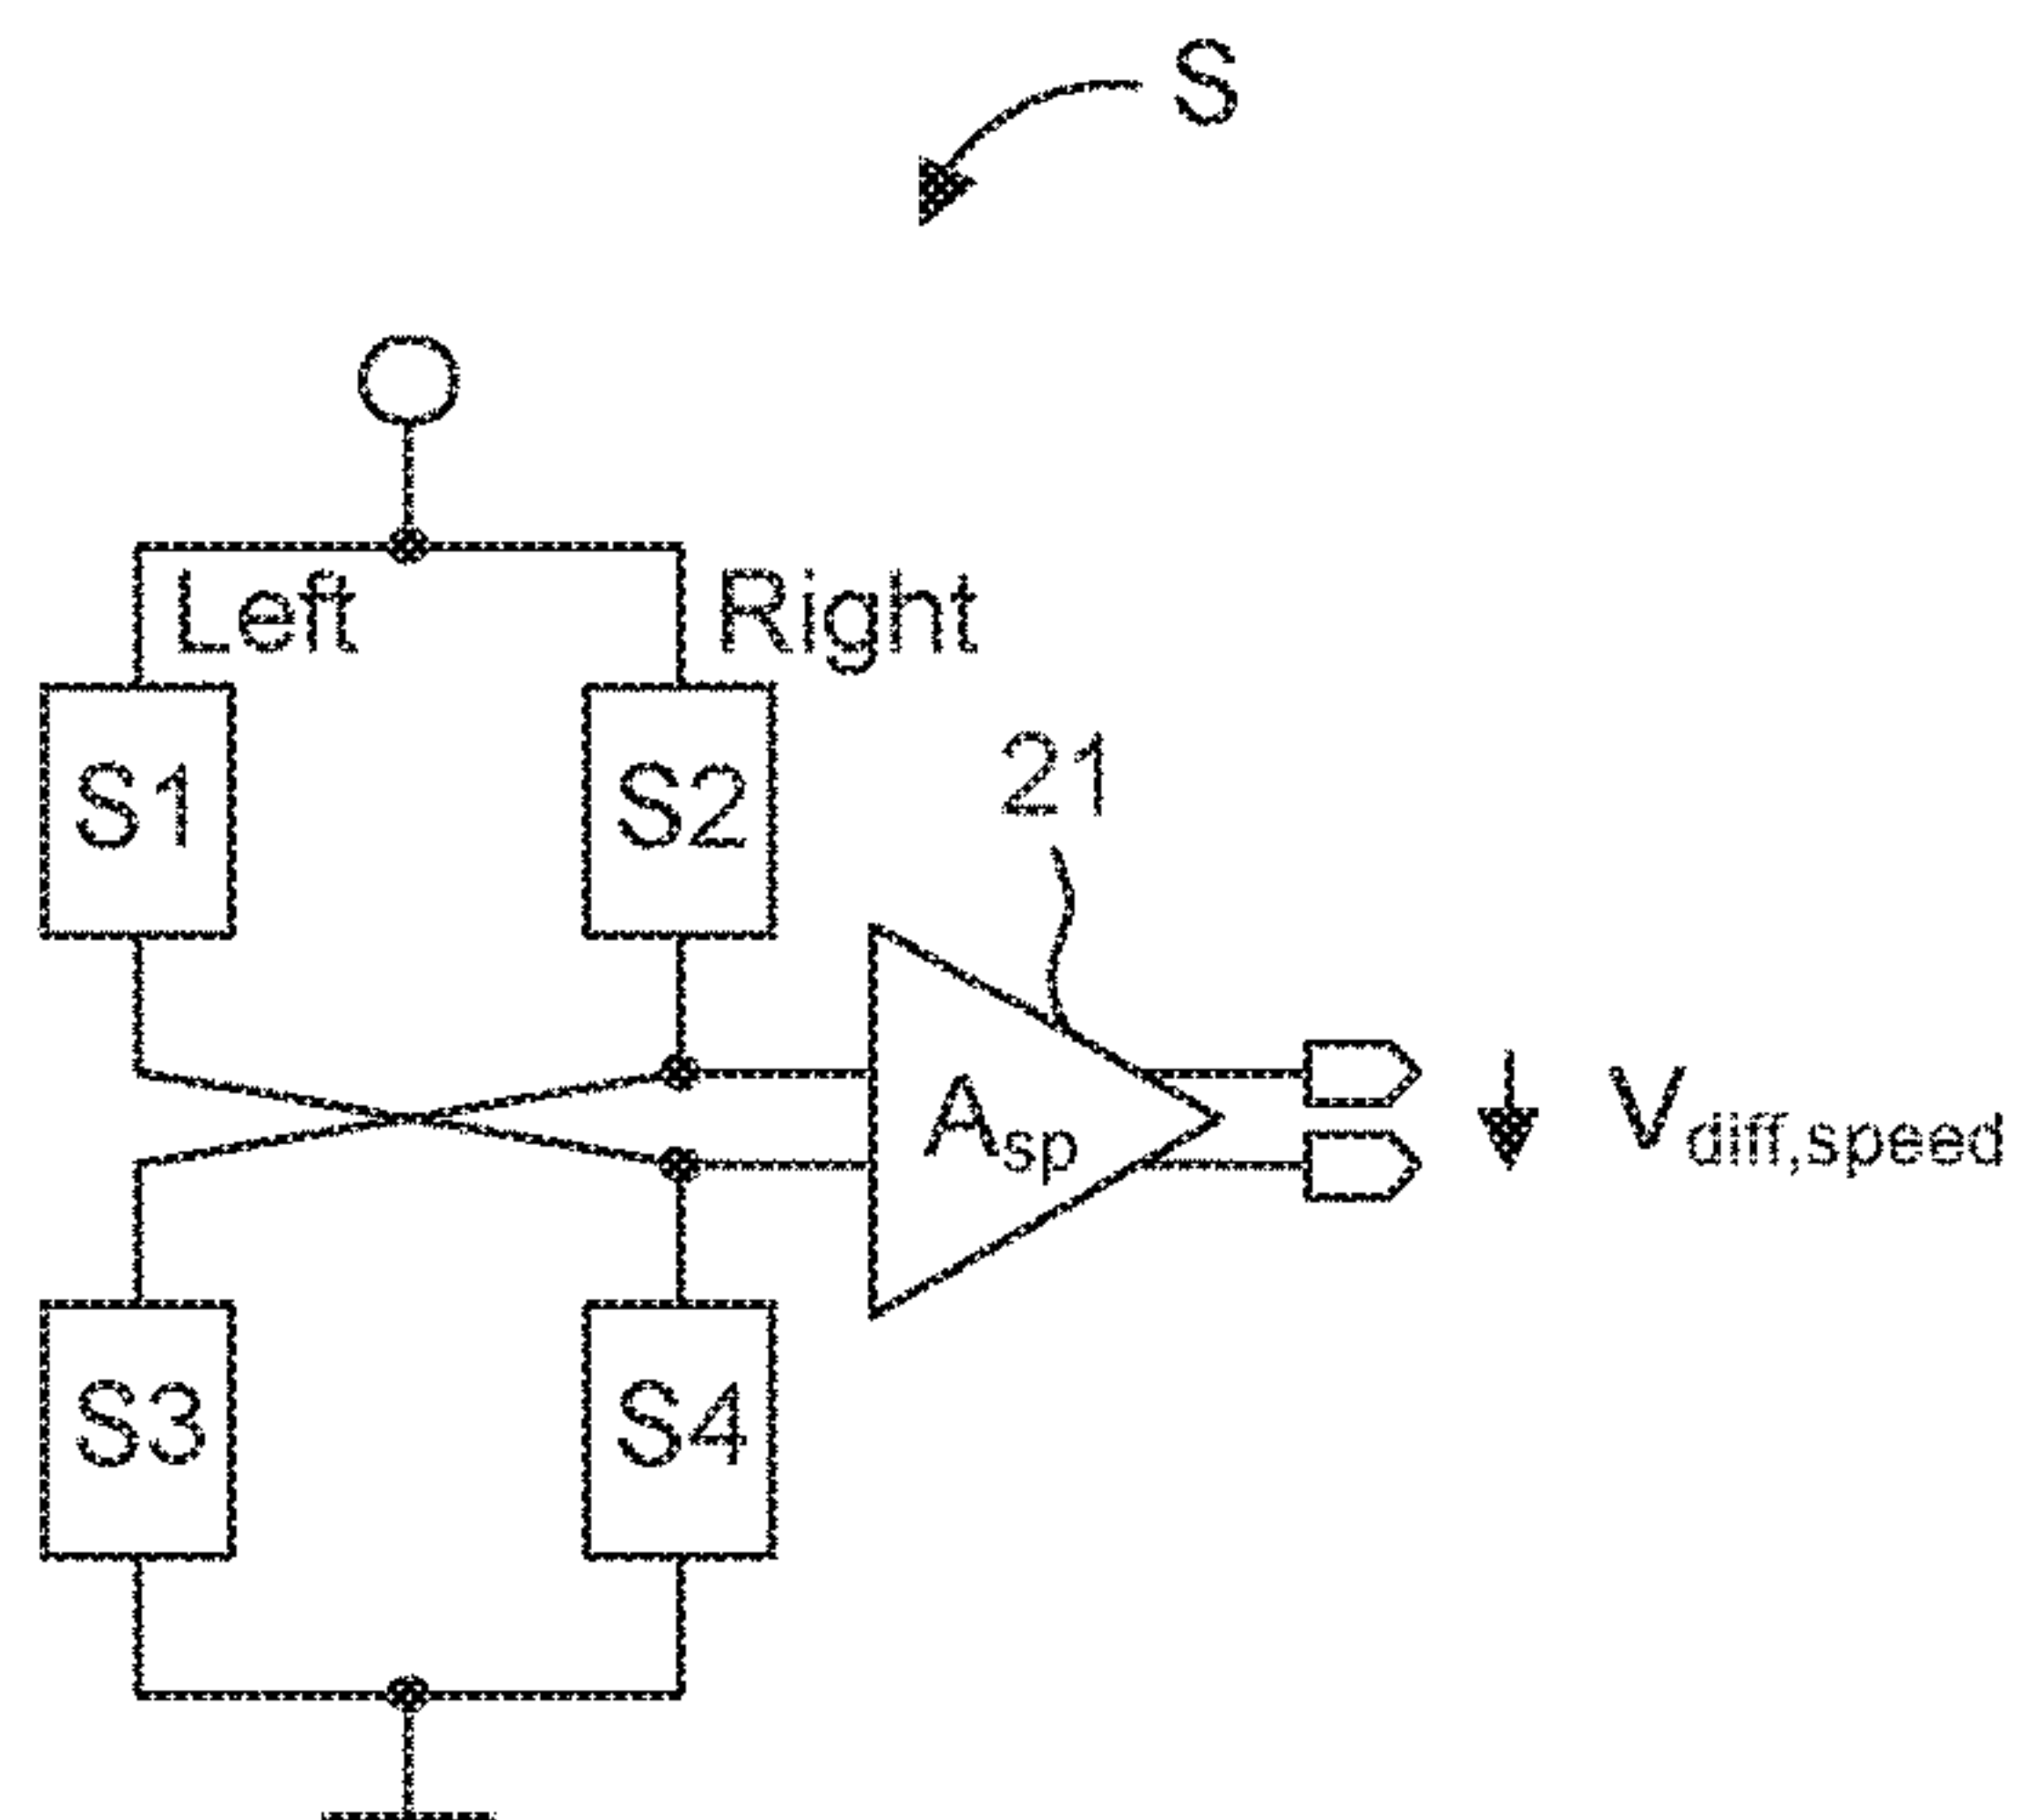 S
Left Right
S1 S2
21
Asp
Vdiff,speed
S3 S4